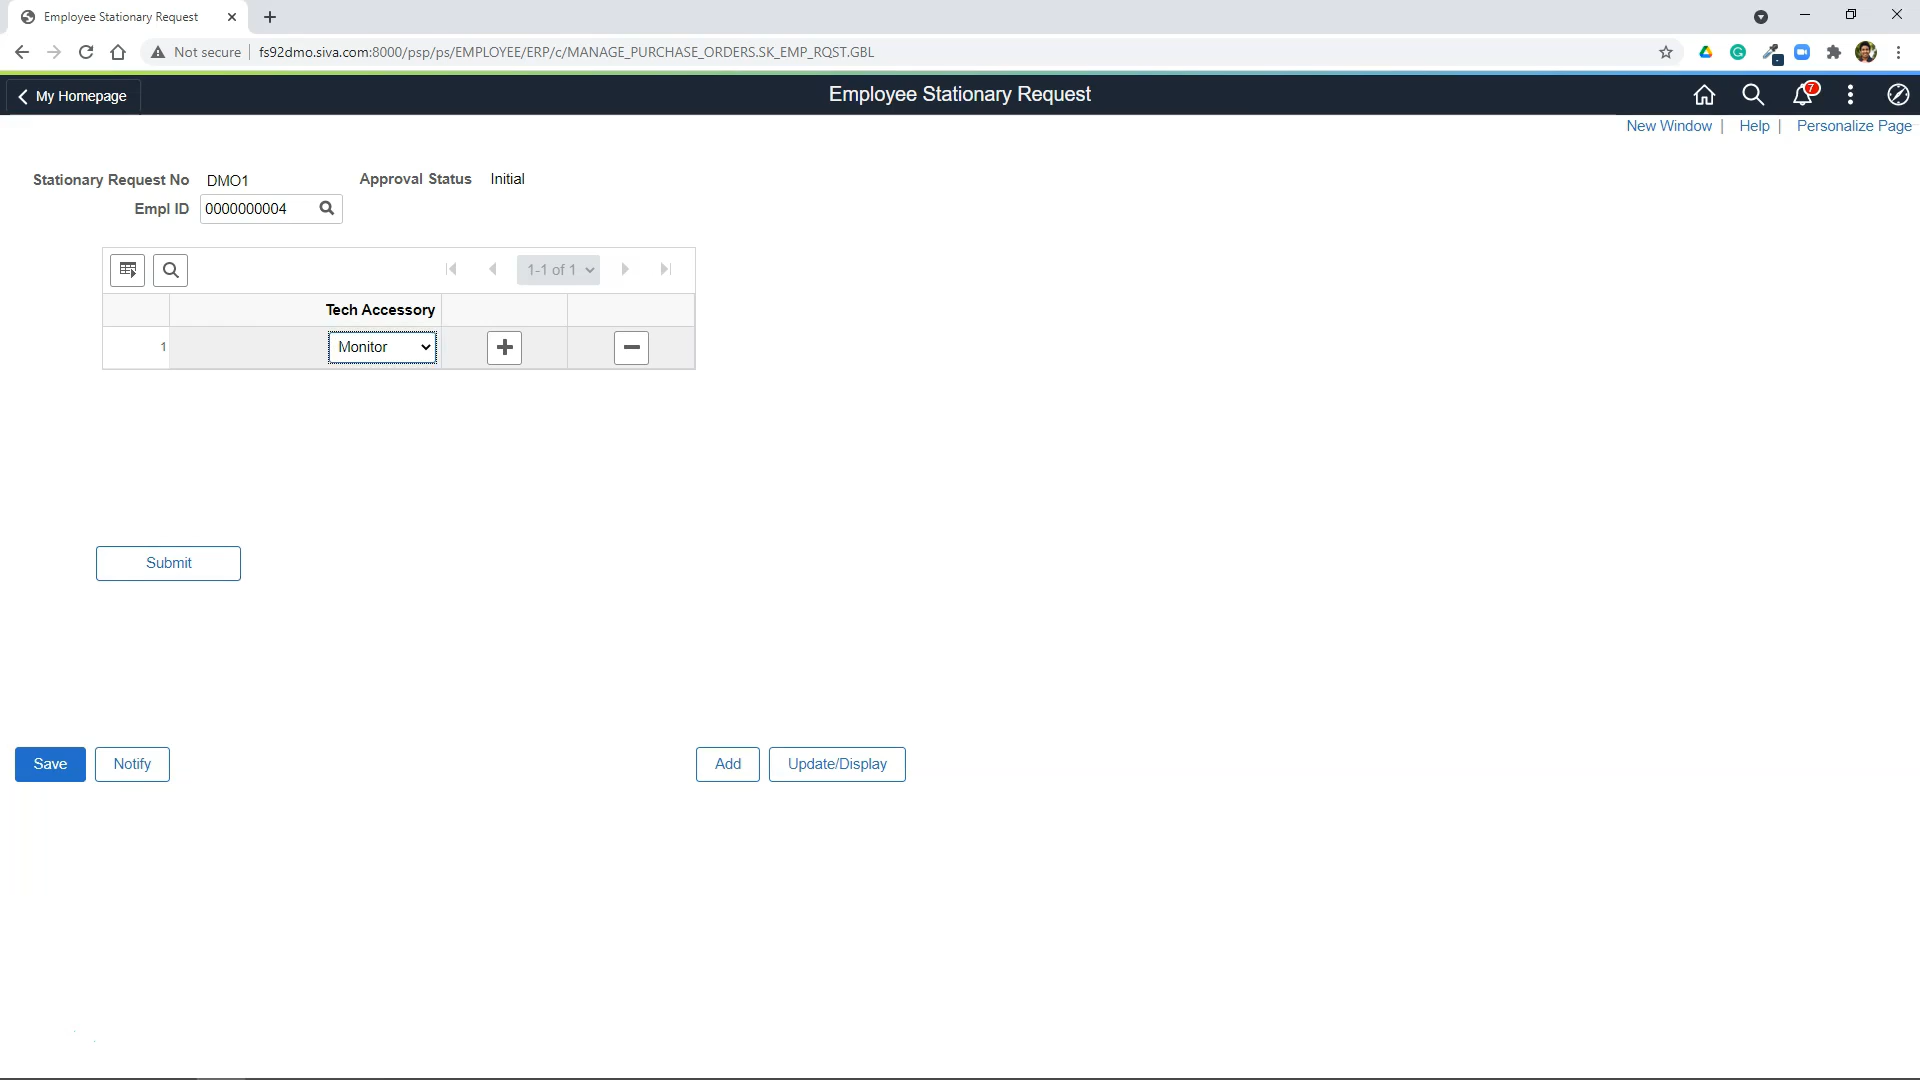 Employee Stationary Request
Not secure
fs92dmo.siva.com:8000/psp/ps/EMPLOYEE/ERP/c/MANAGE_PURCHASE_ORDERS.SK_EMP_RQST.GBL
My Homepage
Employee Stationary Request
7
New Window | Help | Personalize Page
Stationary Request No DMO1 Approval Status Initial
Empl ID 0000000004
1-1 of 1
Tech Accessory
1 Monitor
Submit
Save Notify Add Update/Display